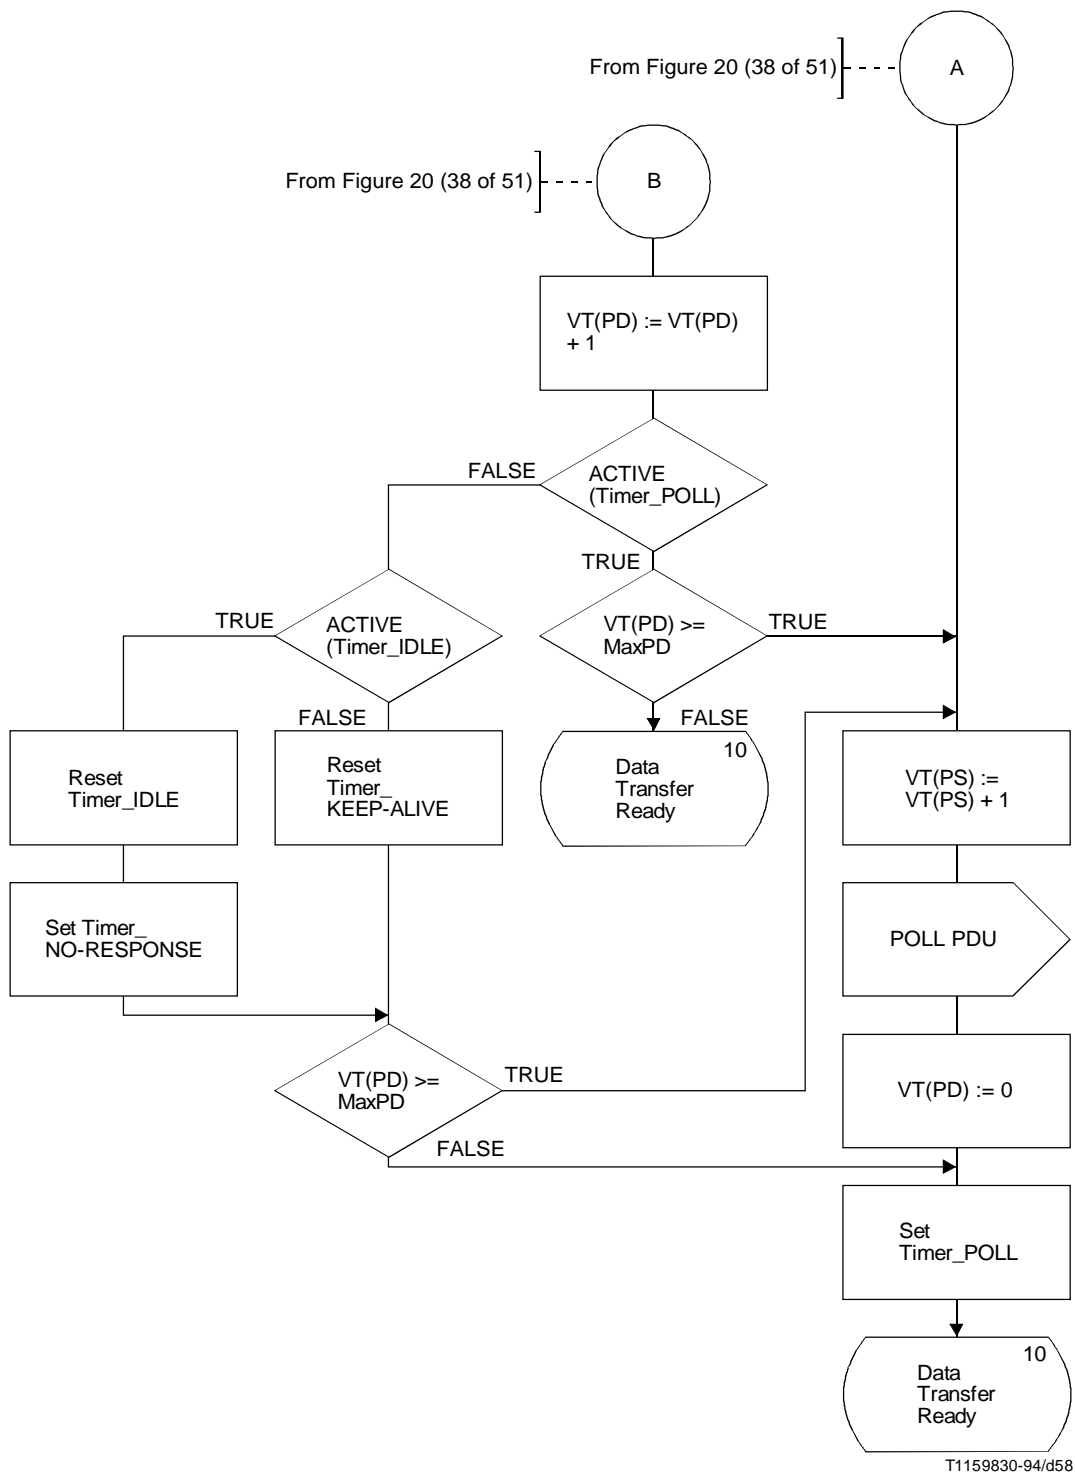 From Figure 20 (38 of 51)
A
From Figure 20 (38 of 51)
B
VT(PD) := VT(PD)
+ 1
FALSE
ACTIVE
(Timer_POLL)
TRUE
TRUE
ACTIVE
(Timer_IDLE)
VT(PD) >=
MaxPD
TRUE
FALSE
FALSE
Reset
Timer_IDLE
Reset
Timer_
KEEP-ALIVE
10
Data
Transfer
Ready
VT(PS) :=
VT(PS) + 1
Set Timer_
NO-RESPONSE
POLL PDU
VT(PD) >=
MaxPD
TRUE
FALSE
VT(PD) := 0
Set
Timer_POLL
10
Data
Transfer
Ready
T1159830-94/d58